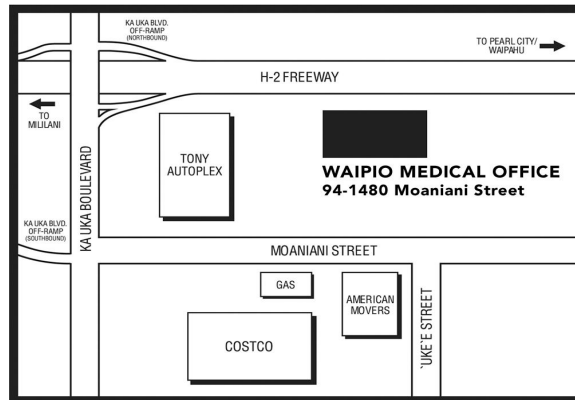 KA UKA BLVD.
OFF-RAMP
(NORTHBOUND)
TO PEARL CITY/
WAIPAHU
H-2 FREEWAY
TO
MILILANI
KA UKA BOULEVARD
TONY
AUTOPLEX
WAIPIO MEDICAL OFFICE
94-1480 Moaniani Street
KA UKA BLVD.
OFF-RAMP
(SOUTHBOUND)
MOANIANI STREET
GAS
AMERICAN
MOVERS
'UKE'E STREET
COSTCO